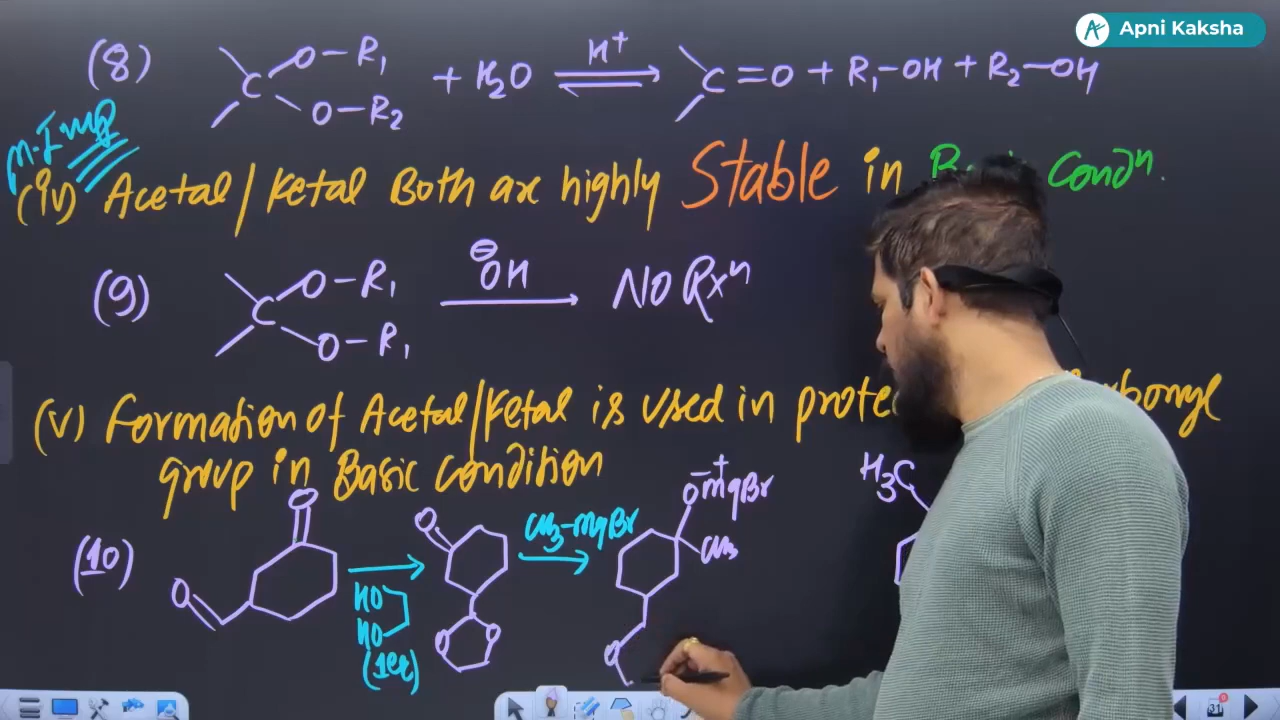 Apni Kaksha
(8) C O-R₁ O-R₂ + H₂O H⁺ C=O + R₁-OH + R₂-OH
M. Imp
(iv) Acetal/Ketal Both are highly Stable in Condⁿ.
(9) C O-R₁ O-R₁ ⊖OH NO Rxⁿ
(v) Formation of Acetal/Ketal is used in
group in Basic condition
(10) O O HO HO (1eq) O O O CH₃-MgBr O⁻ ⁺MgBr CH₃ O H₃C
31